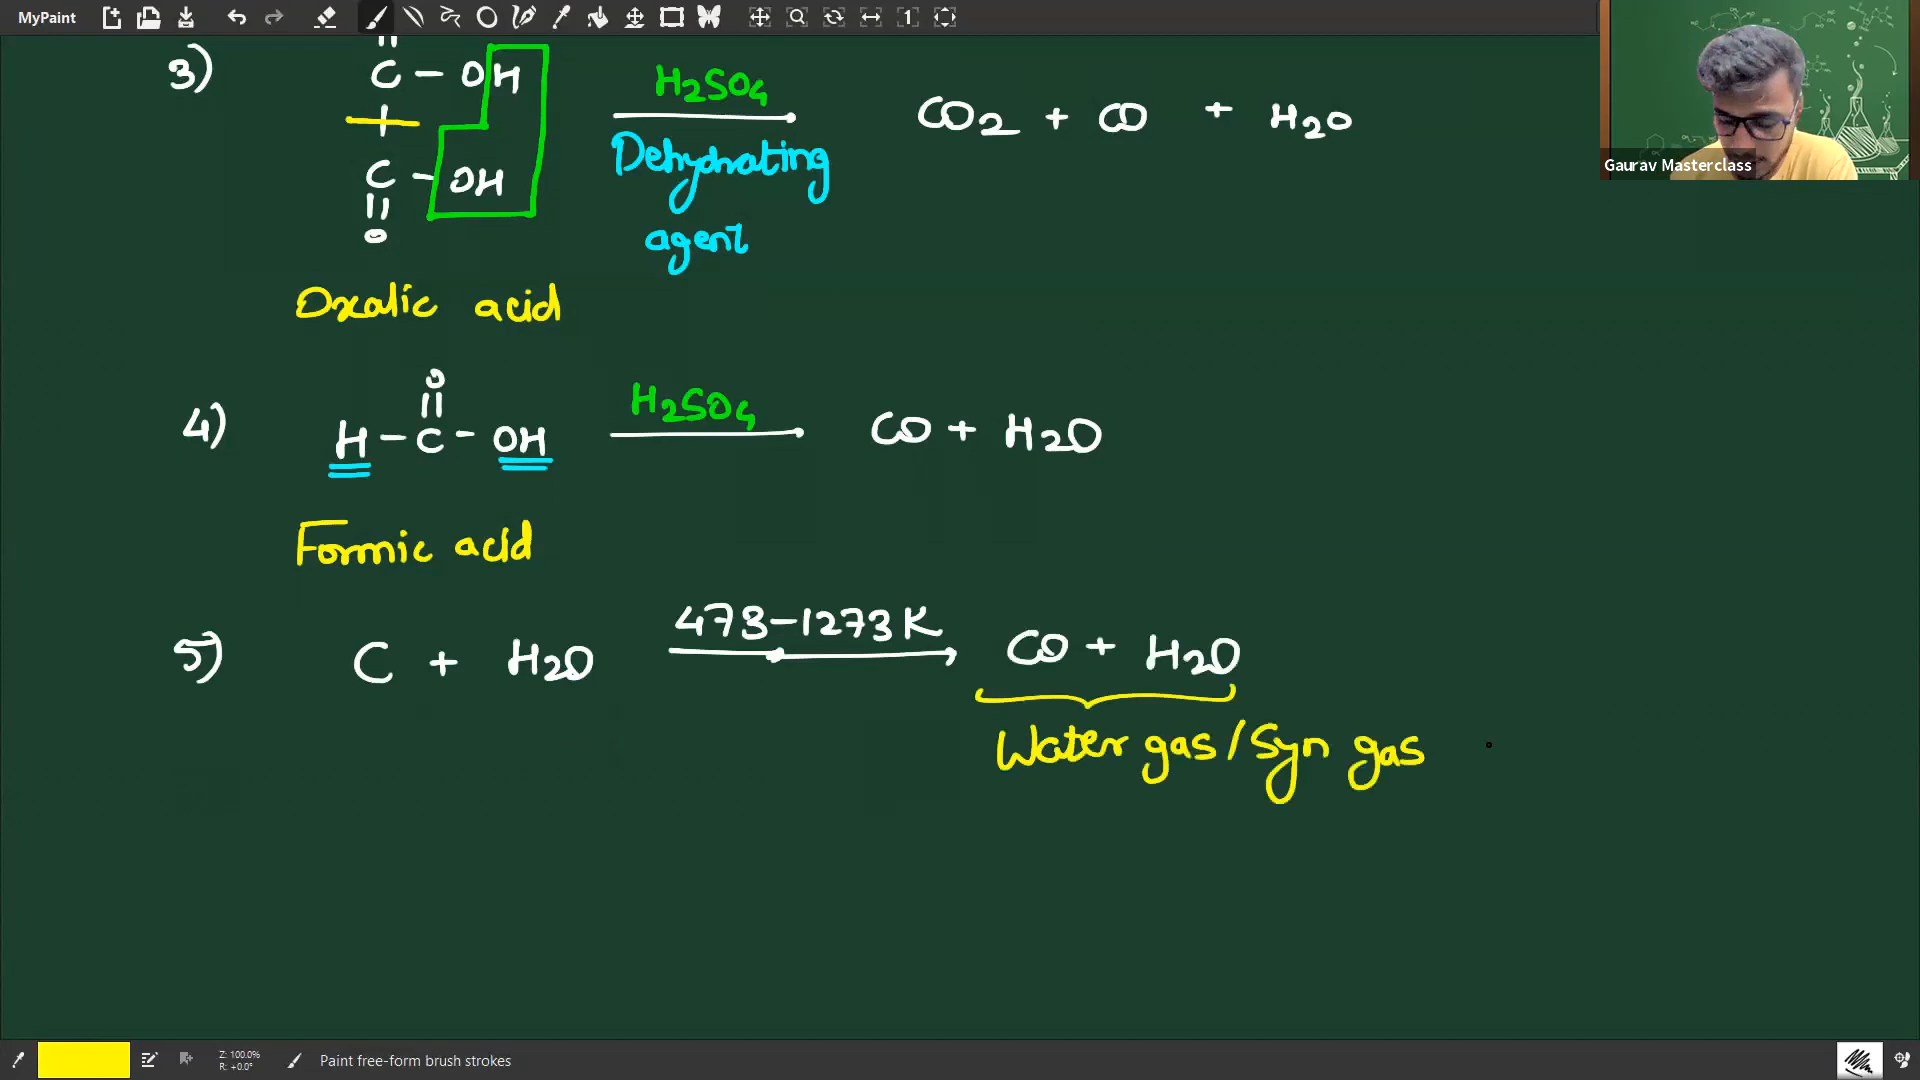 MyPaint
3) C - OH H2SO4 CO2 + CO + H2O
C - OH Dehydrating
O agent
Gaurav Masterclass
Oxalic acid
O
4) H - C - OH H2SO4 CO + H2O
Formic acid
5) C + H2O 473-1273K CO + H2O
Water gas / Syn gas
Z: 100.0%
R: +0.0°
Paint free-form brush strokes